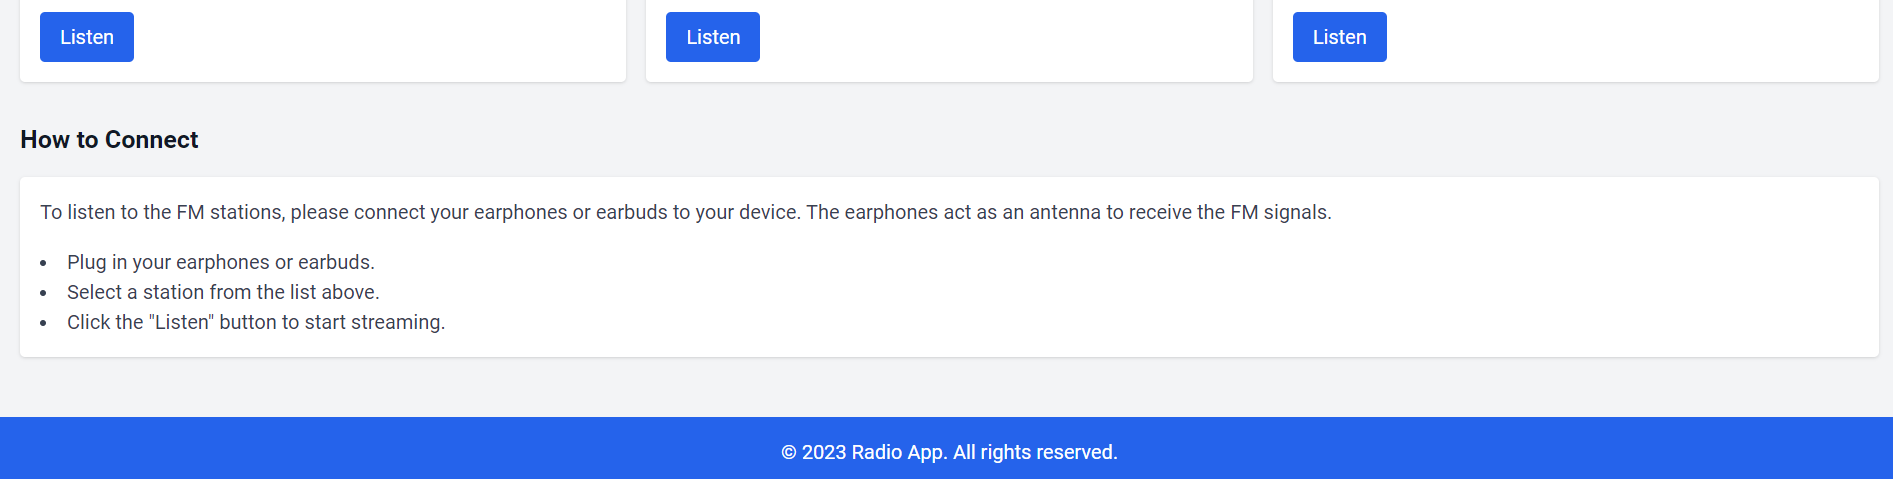 Listen Listen Listen
How to Connect
To listen to the FM stations, please connect your earphones or earbuds to your device. The earphones act as an antenna to receive the FM signals.
• Plug in your earphones or earbuds.
• Select a station from the list above.
• Click the "Listen" button to start streaming.
© 2023 Radio App. All rights reserved.